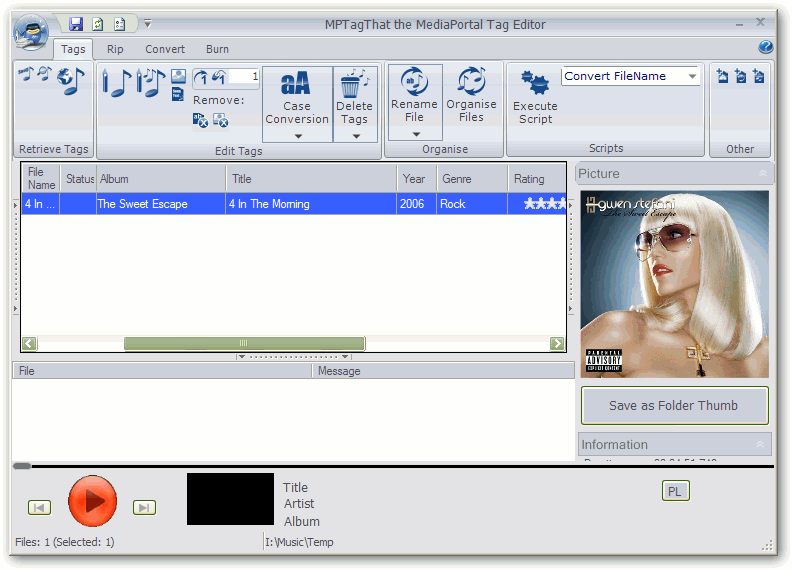 MPTagThat the MediaPortal Tag Editor
Tags Rip Convert Burn
1
Remove:
Case Conversion
Delete Tags
Rename File
Organise Files
Execute Script
Convert FileName
Retrieve Tags
Edit Tags
Organise
Scripts
Other
File Name Status Album Title Year Genre Rating
4 In ... The Sweet Escape 4 In The Morning 2006 Rock
Picture
gwen stefani
The Sweet Escape
PARENTAL
ADVISORY
EXPLICIT CONTENT
Save as Folder Thumb
Information
File Message
Title
Artist
Album
PL
Files: 1 (Selected: 1) I:\Music\Temp